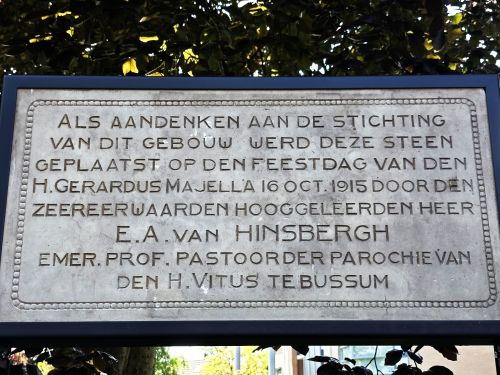 ALS AANDENKEN AAN DE STICHTING
VAN DIT GEBOUW WERD DEZE STEEN
GEPLAATST OP DEN FEESTDAG VAN DEN
H. GERARDUS MAJELLA 16 OCT. 1915 DOOR DEN
ZEEREERWAARDEN HOOGGELEERDEN HEER
E.A. VAN HINSBERGH
EMER. PROF. PASTOOR DER PAROCHIE VAN
DEN H. VITUS TE BUSSUM